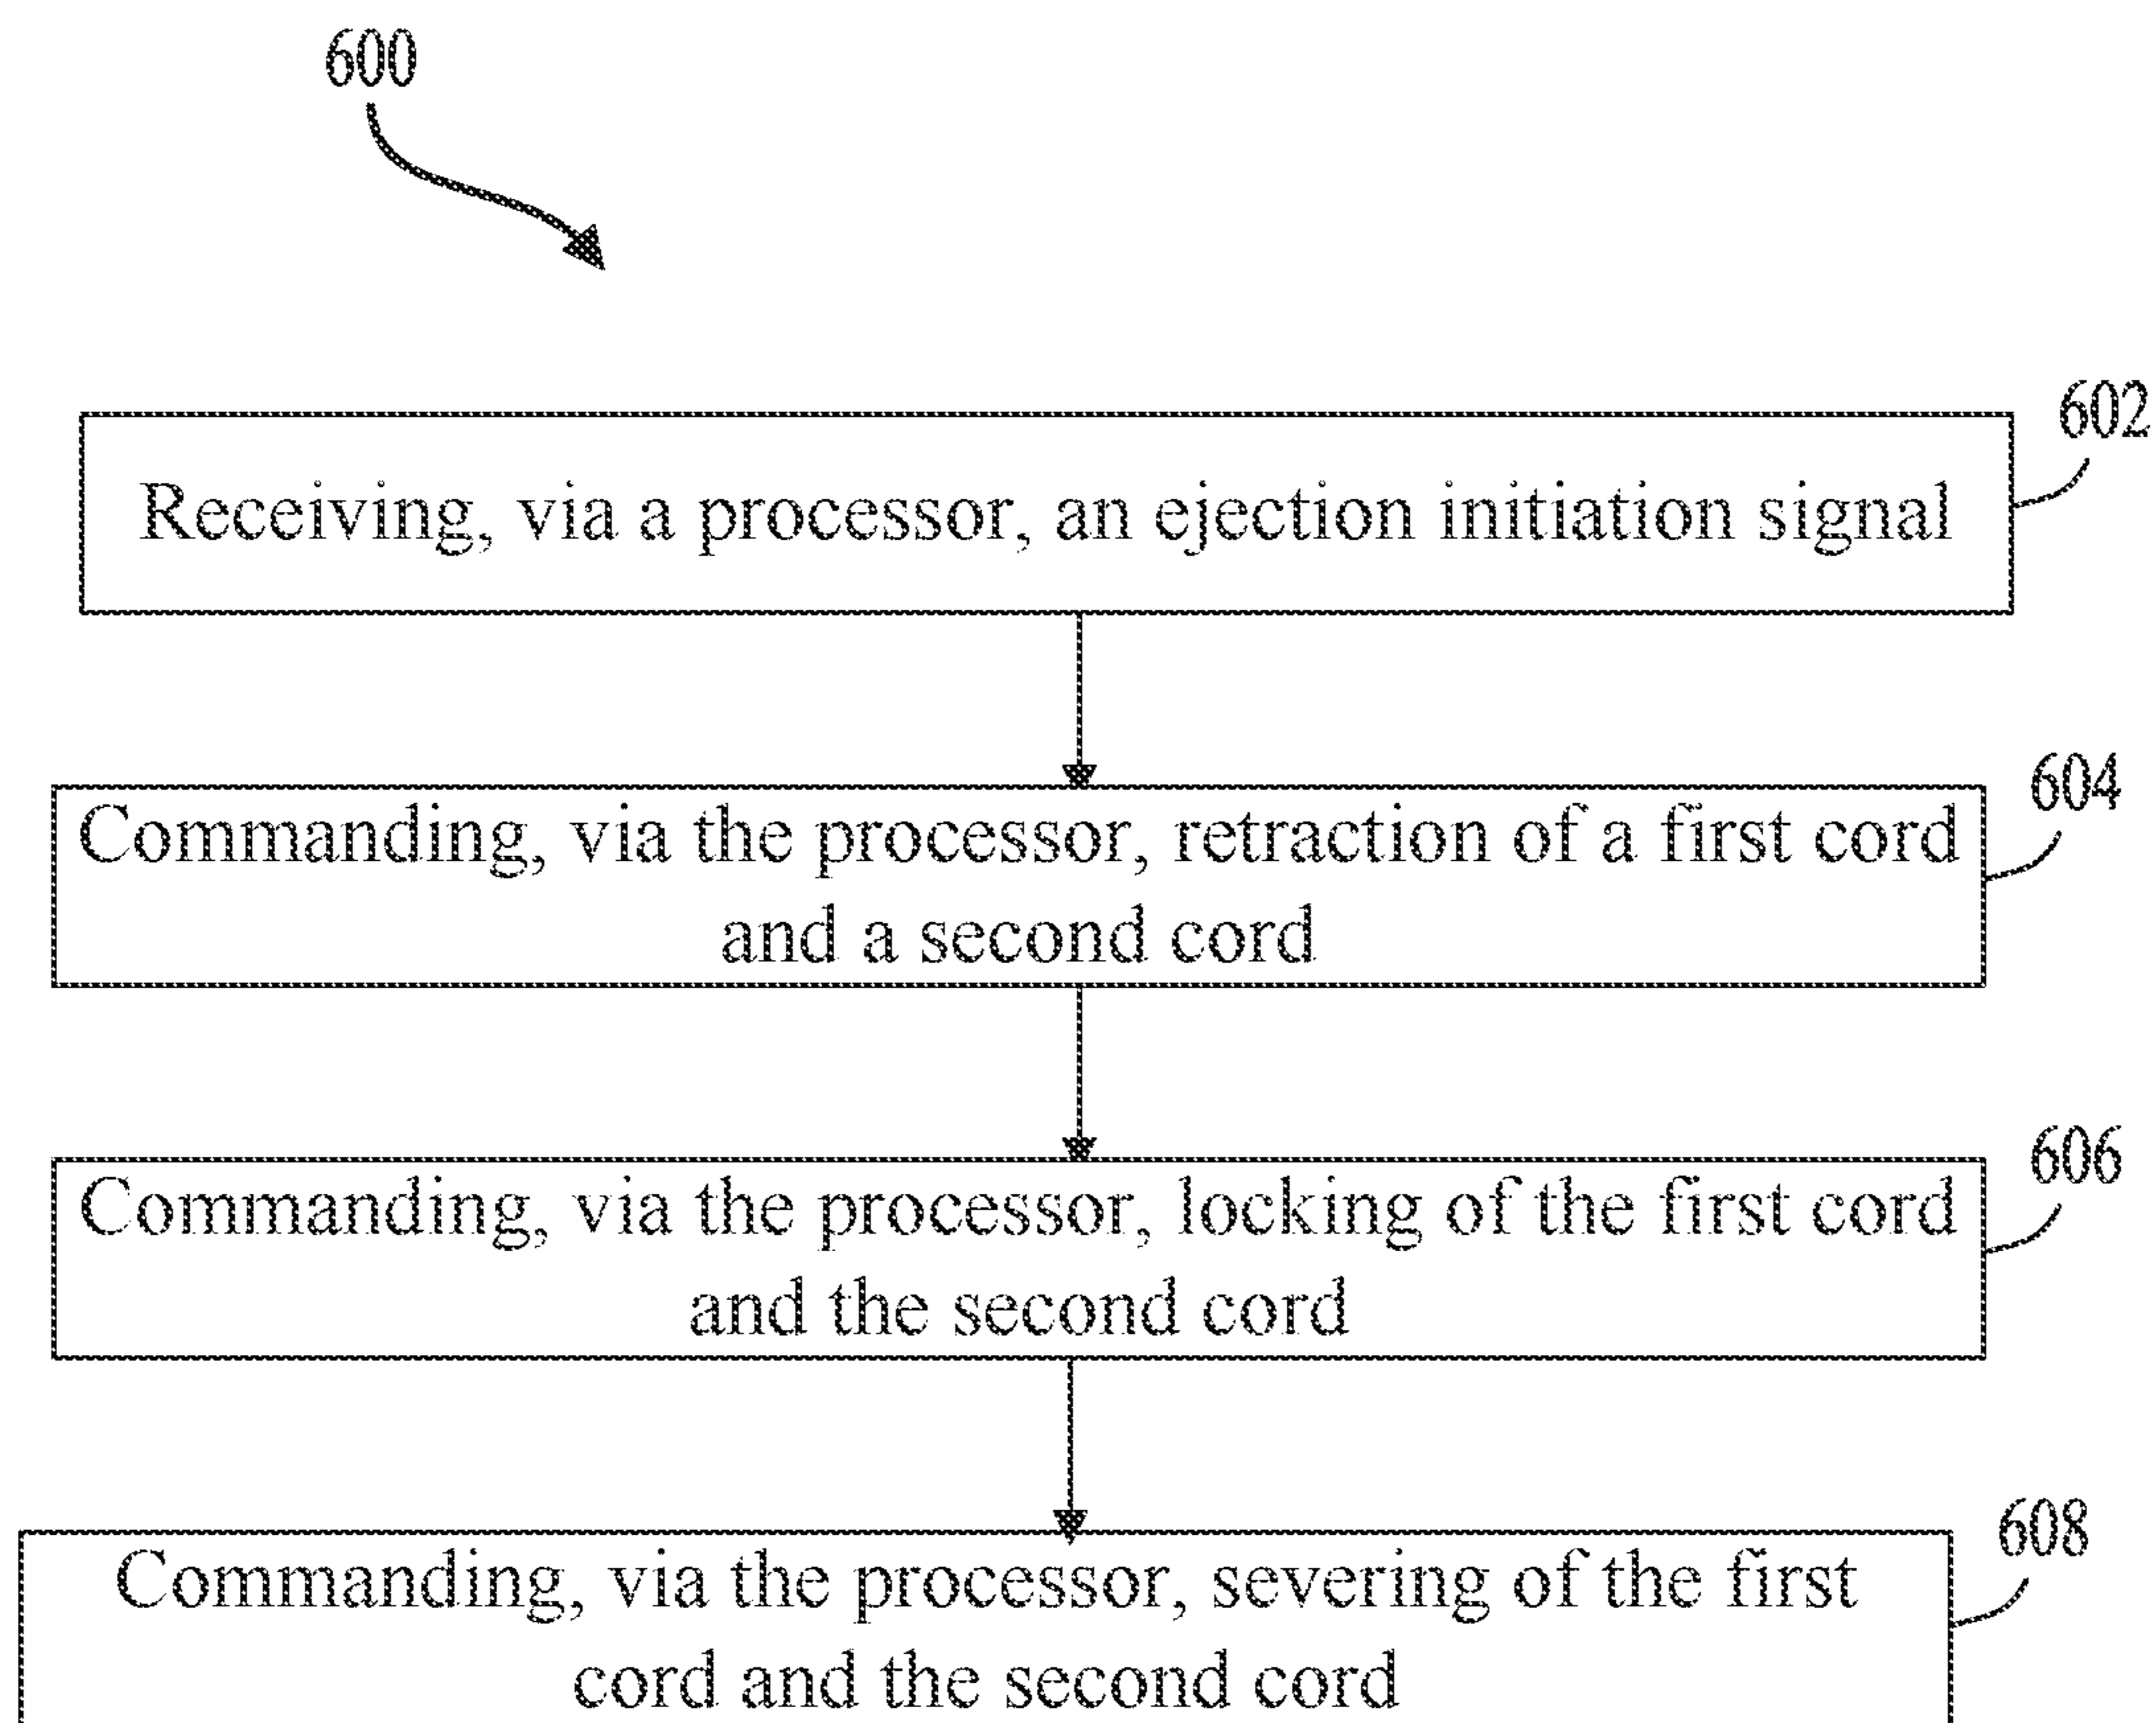 600
602
Receiving, via a processor, an ejection initiation signal
604
Commanding, via the processor, retraction of a first cord
and a second cord
606
Commanding, via the processor, locking of the first cord
and the second cord
608
Commanding, via the processor, severing of the first
cord and the second cord